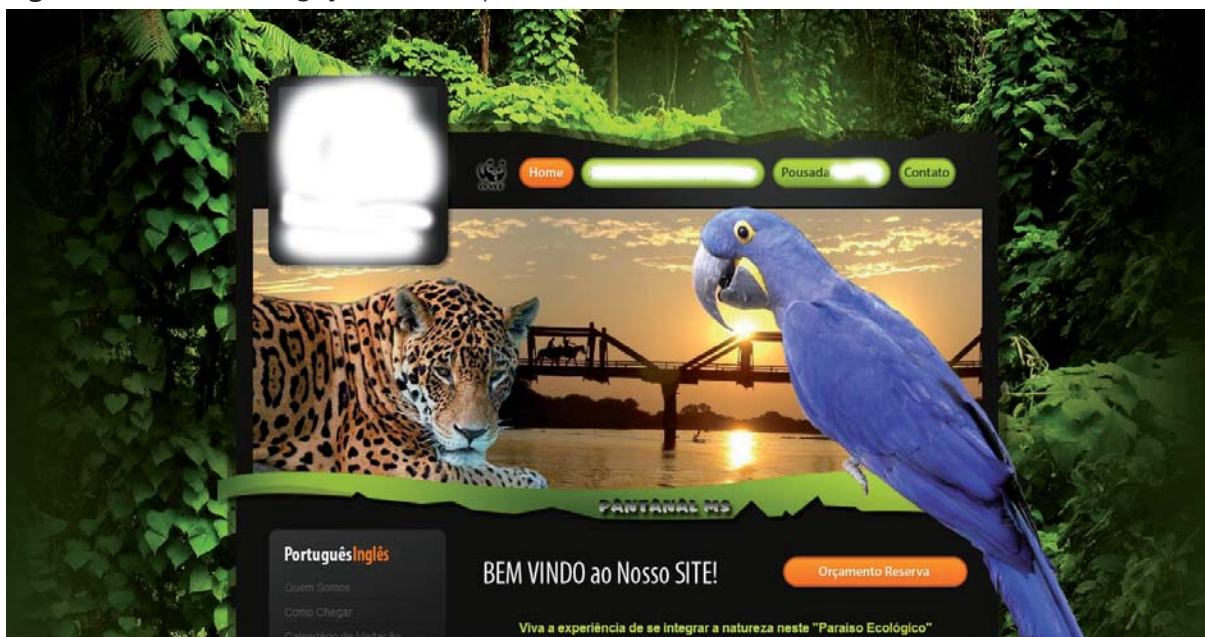 Home
Pousada
Contato
PANTANAL MS
PortuguêsInglês
BEM VINDO ao Nosso SITE!
Orçamento Reserva
Quem Somos
Como Chegar
Viva a experiência de se integrar a natureza neste "Paraíso Ecológico"